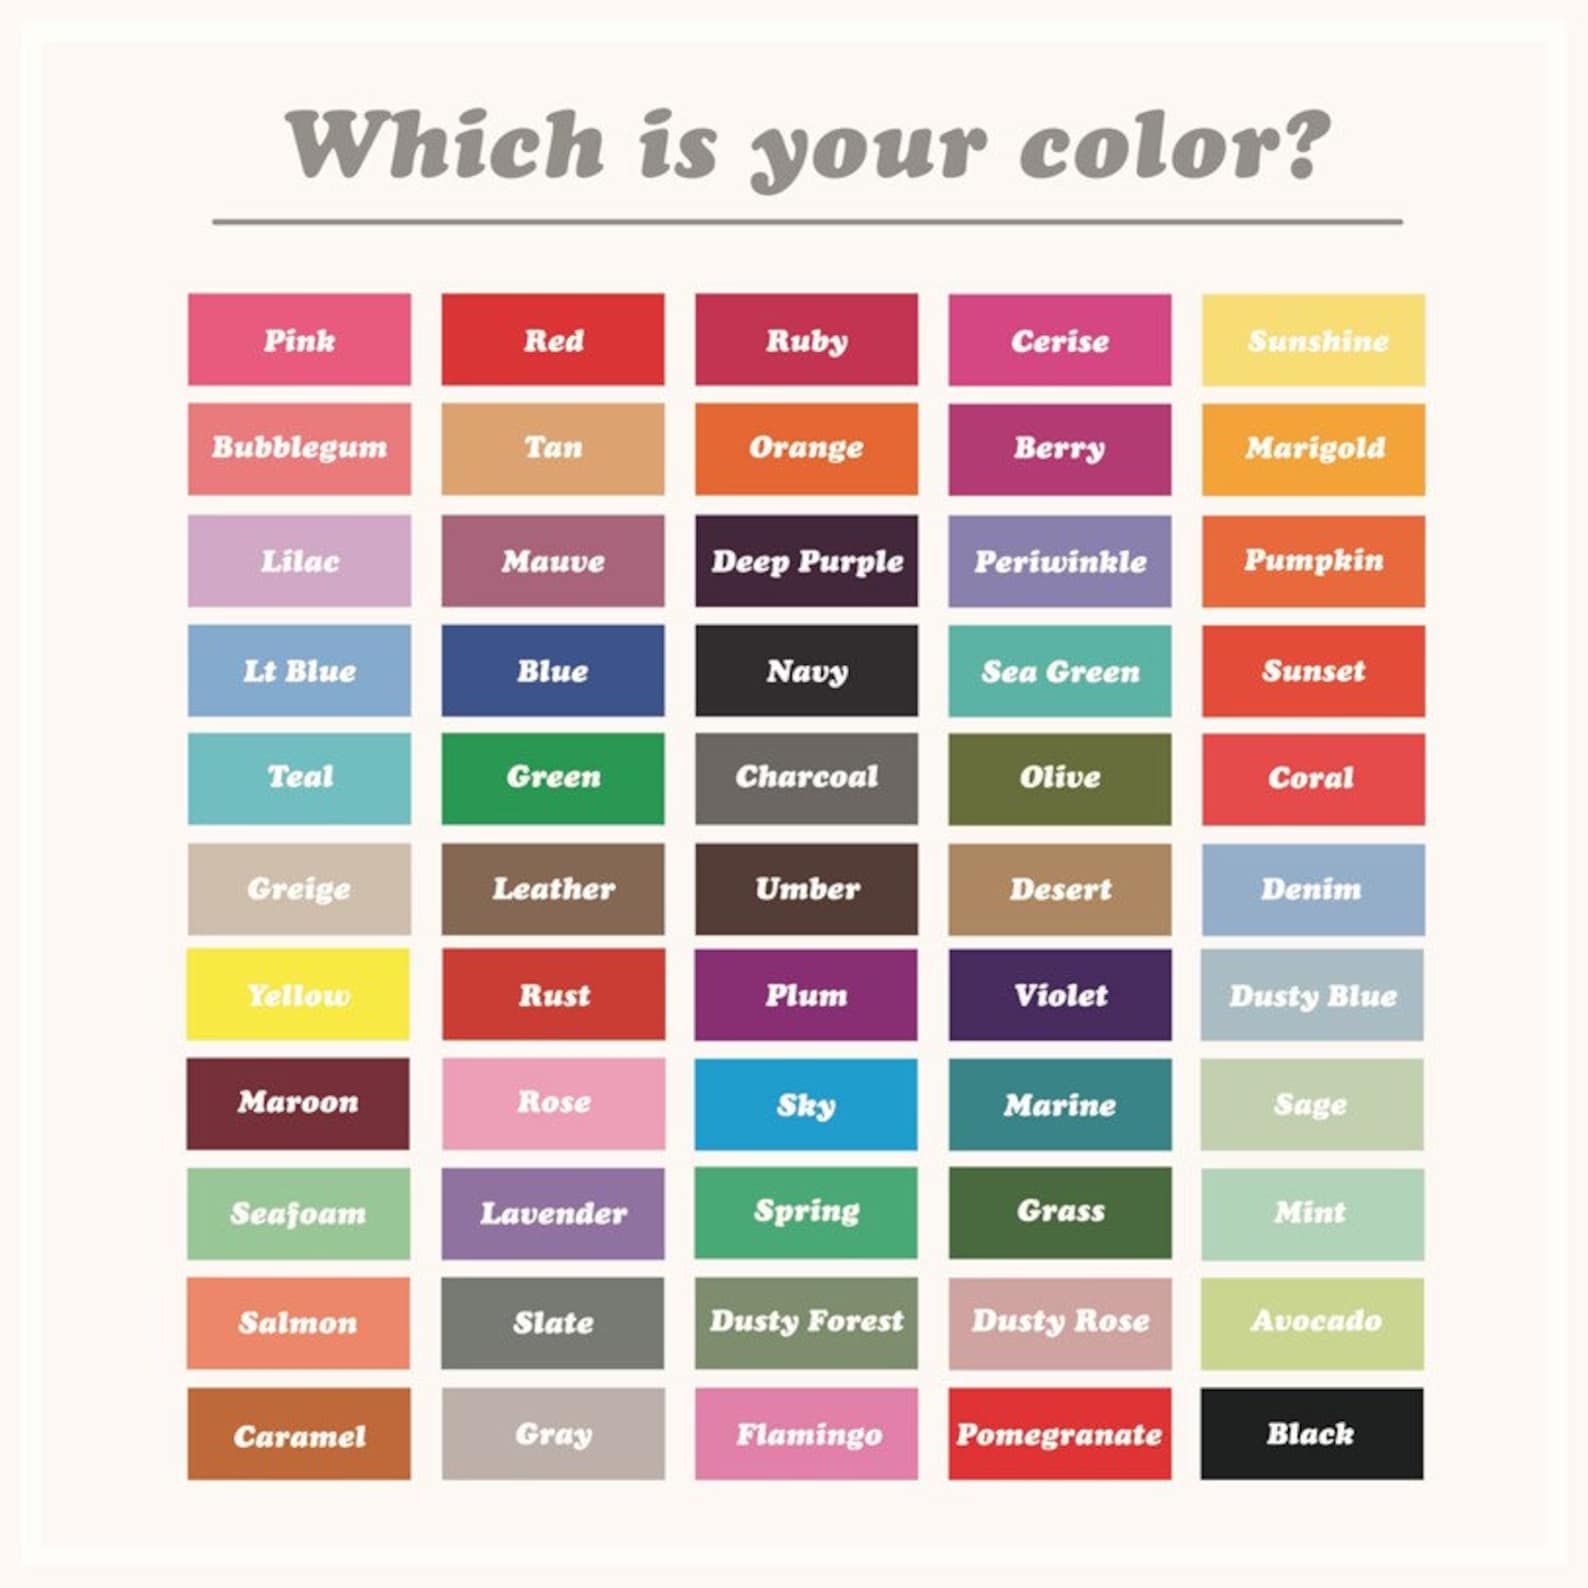 Which is your color?
Pink Red Ruby Cerise Sunshine
Bubblegum Tan Orange Berry Marigold
Lilac Mauve Deep Purple Periwinkle Pumpkin
Lt Blue Blue Navy Sea Green Sunset
Teal Green Charcoal Olive Coral
Greige Leather Umber Desert Denim
Yellow Rust Plum Violet Dusty Blue
Maroon Rose Sky Marine Sage
Seafoam Lavender Spring Grass Mint
Salmon Slate Dusty Forest Dusty Rose Avocado
Caramel Gray Flamingo Pomegranate Black